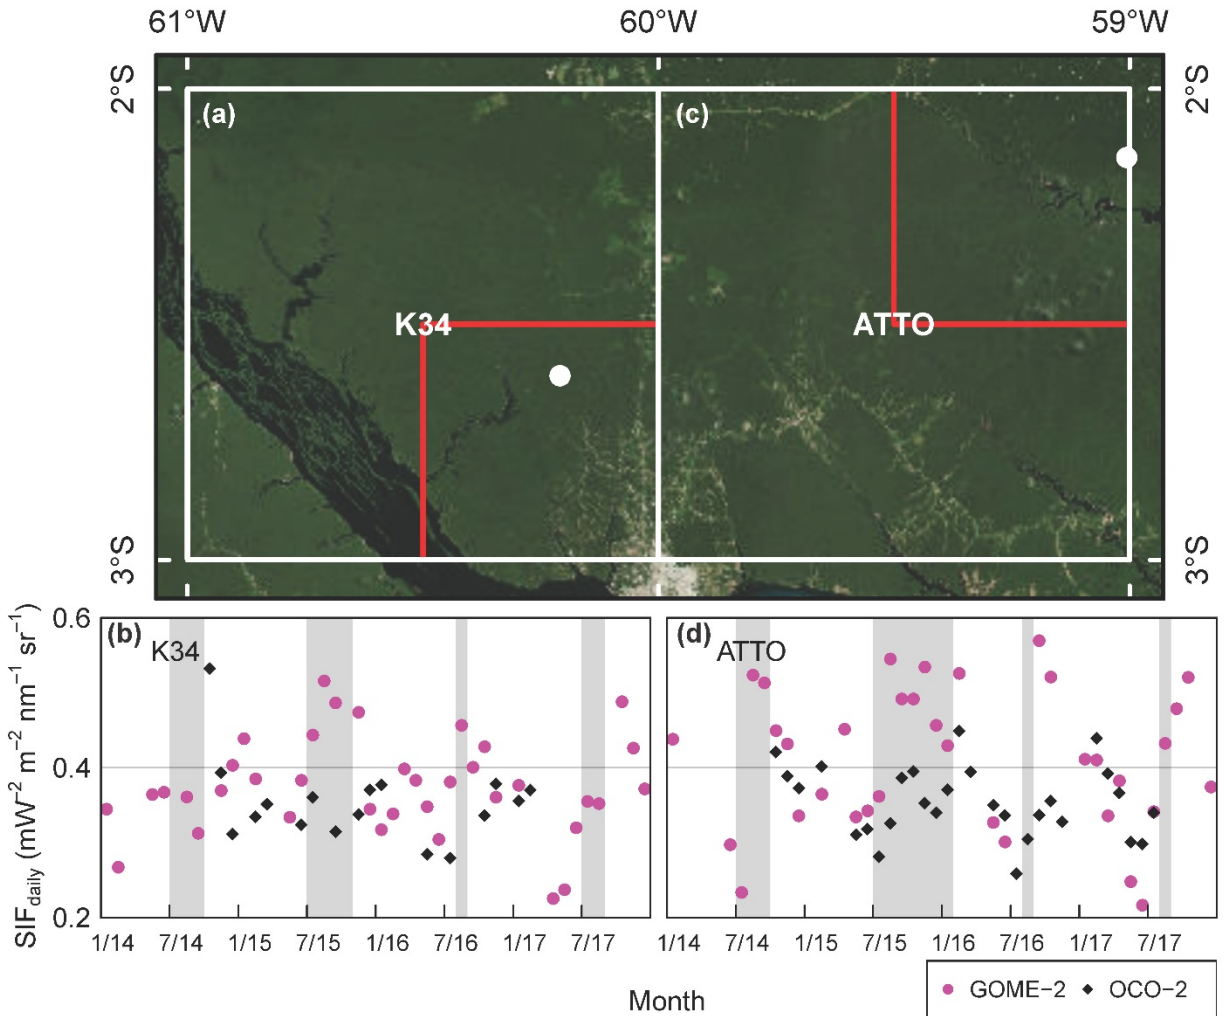 61°W 60°W 59°W
2°S 2°S
(a) (c)
K34 ATTO
3°S 3°S
(b) K34 (d) ATTO
SIFdaily (mW−2 m−2 nm−1 sr−1)
0.6
0.4
0.2
1/14 7/14 1/15 7/15 1/16 7/16 1/17 7/17 1/14 7/14 1/15 7/15 1/16 7/16 1/17 7/17
Month
GOME−2 OCO−2